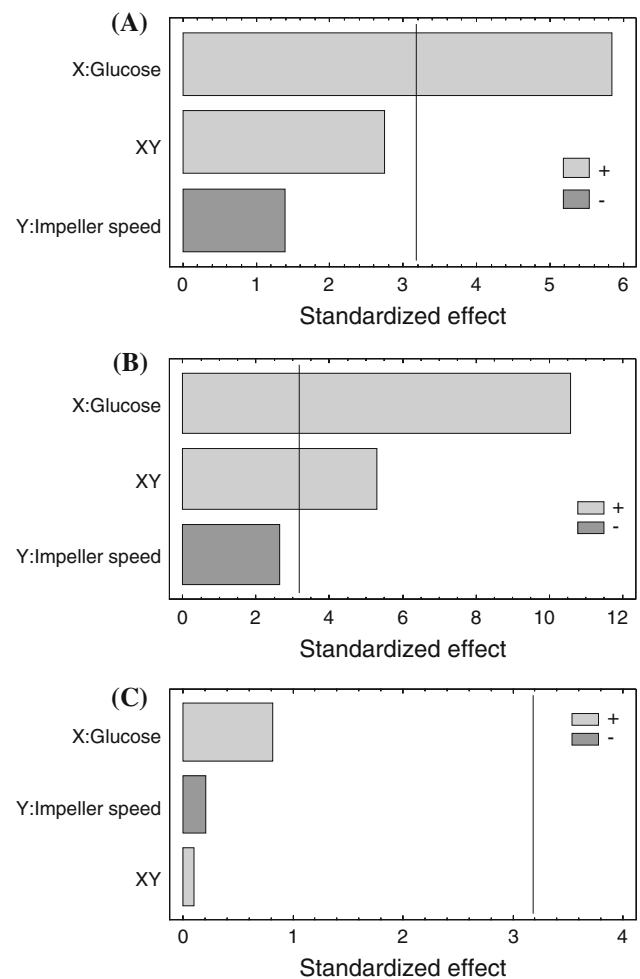 (A)
X:Glucose
XY
Y:Impeller speed
+
-
0 1 2 3 4 5 6
Standardized effect
(B)
X:Glucose
XY
Y:Impeller speed
+
-
0 2 4 6 8 10 12
Standardized effect
(C)
X:Glucose
Y:Impeller speed
XY
+
-
0 1 2 3 4
Standardized effect